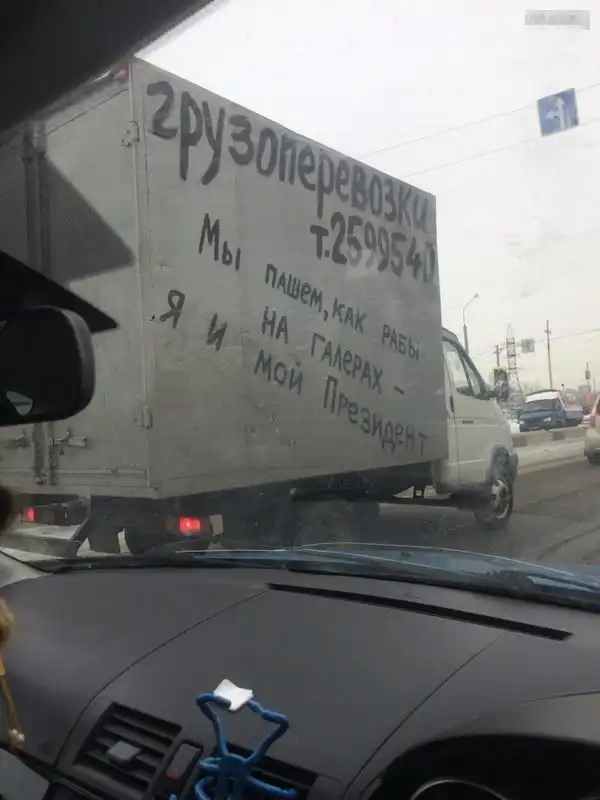 грузоперевозки
т.2599540
Мы пашем, как рабы
на галерах –
Я и мой Президент